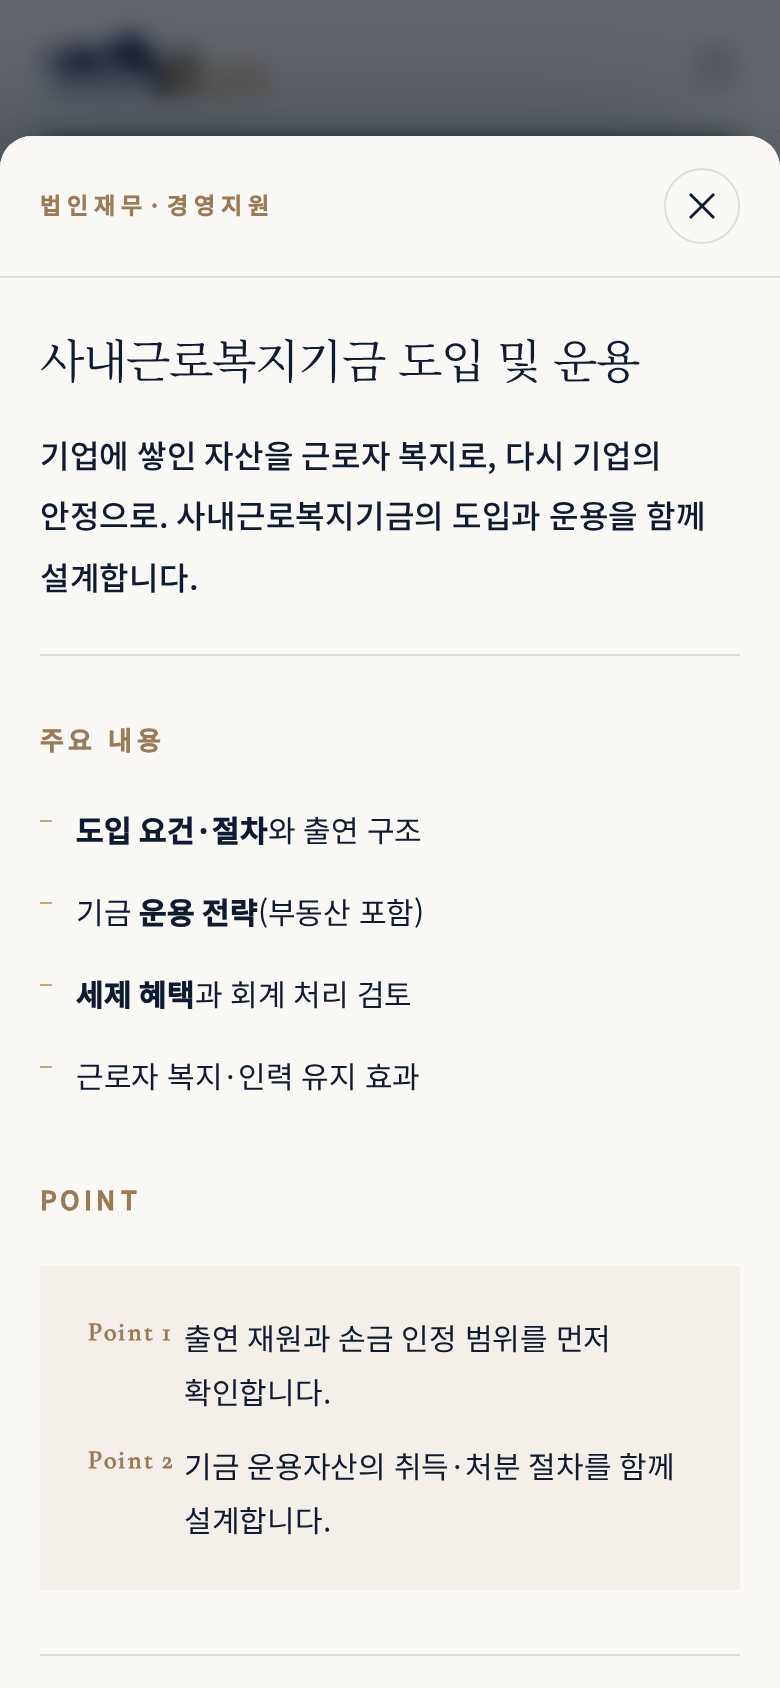 법인재무·경영지원
사내근로복지기금 도입 및 운용
기업에 쌓인 자산을 근로자 복지로, 다시 기업의
안정으로. 사내근로복지기금의 도입과 운용을 함께
설계합니다.
주요 내용
– 도입 요건·절차와 출연 구조
– 기금 운용 전략(부동산 포함)
– 세제 혜택과 회계 처리 검토
– 근로자 복지·인력 유지 효과
POINT
Point 1 출연 재원과 손금 인정 범위를 먼저
확인합니다.
Point 2 기금 운용자산의 취득·처분 절차를 함께
설계합니다.